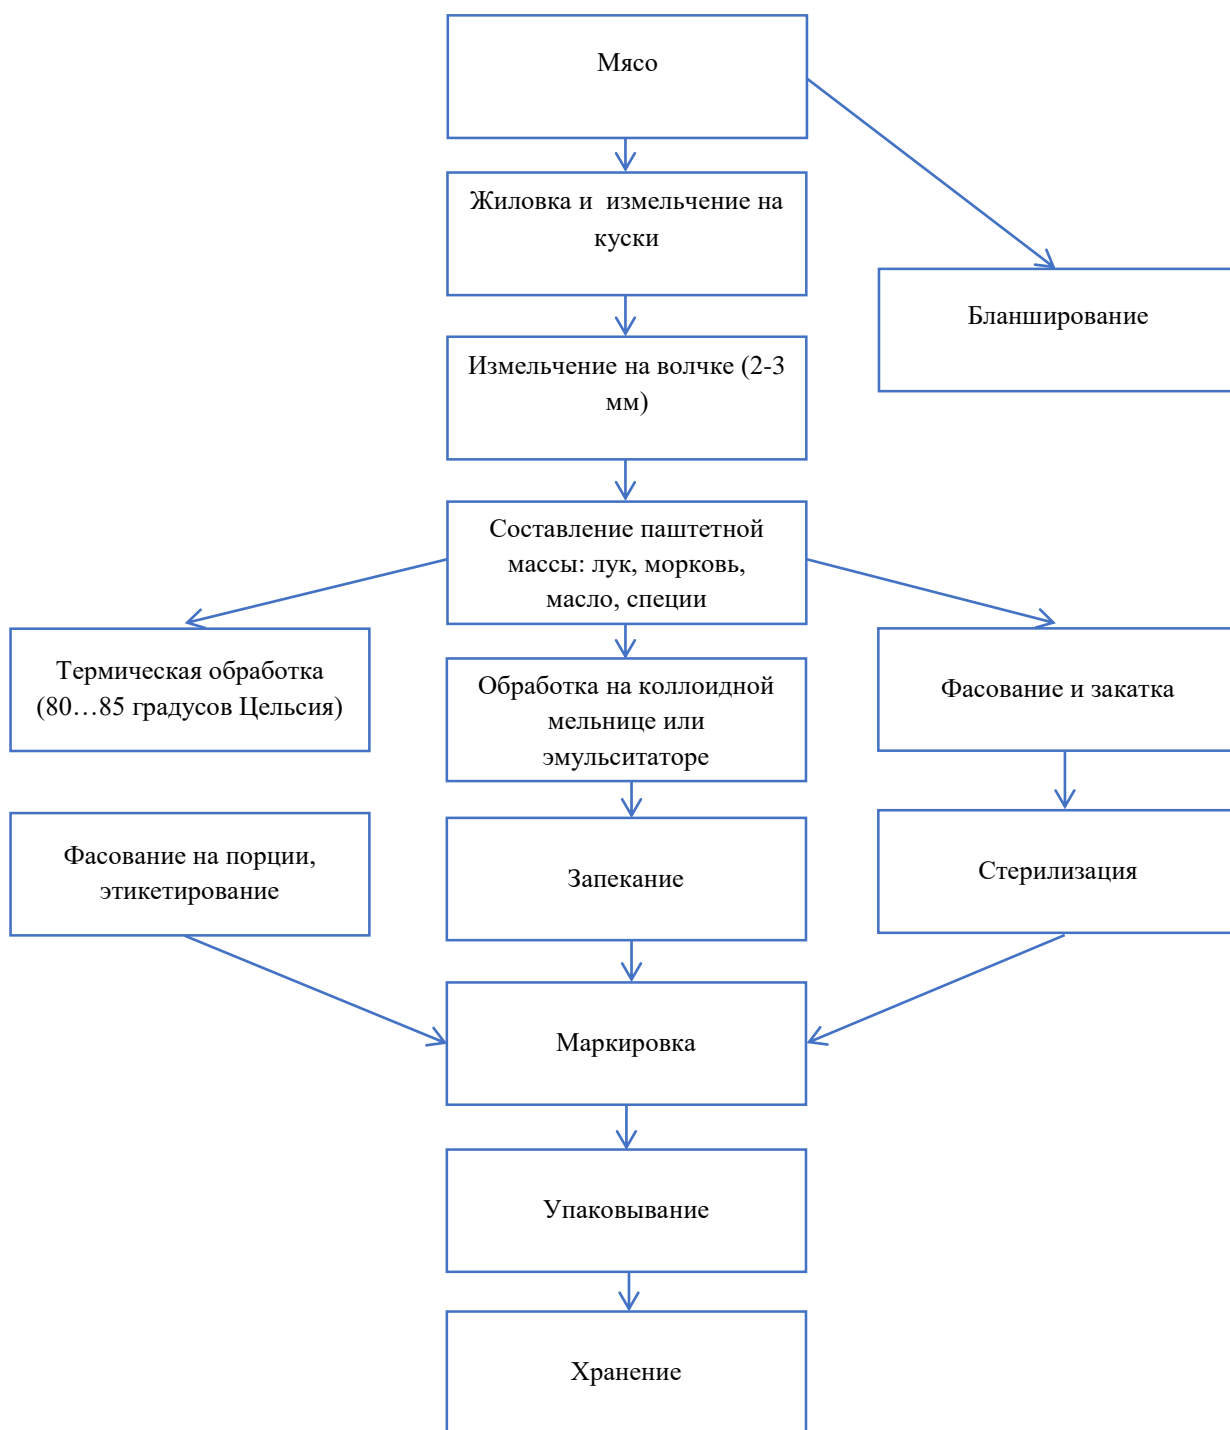 Мясо
Жиловка и  измельчение на
куски
Бланширование
Измельчение на волчке (2-3
мм)
Составление паштетной
массы: лук, морковь,
масло, специи
Термическая обработка
(80…85 градусов Цельсия)
Обработка на коллоидной
мельнице или
эмульситаторе
Фасование и закатка
Фасование на порции,
этикетирование
Запекание
Стерилизация
Маркировка
Упаковывание
Хранение